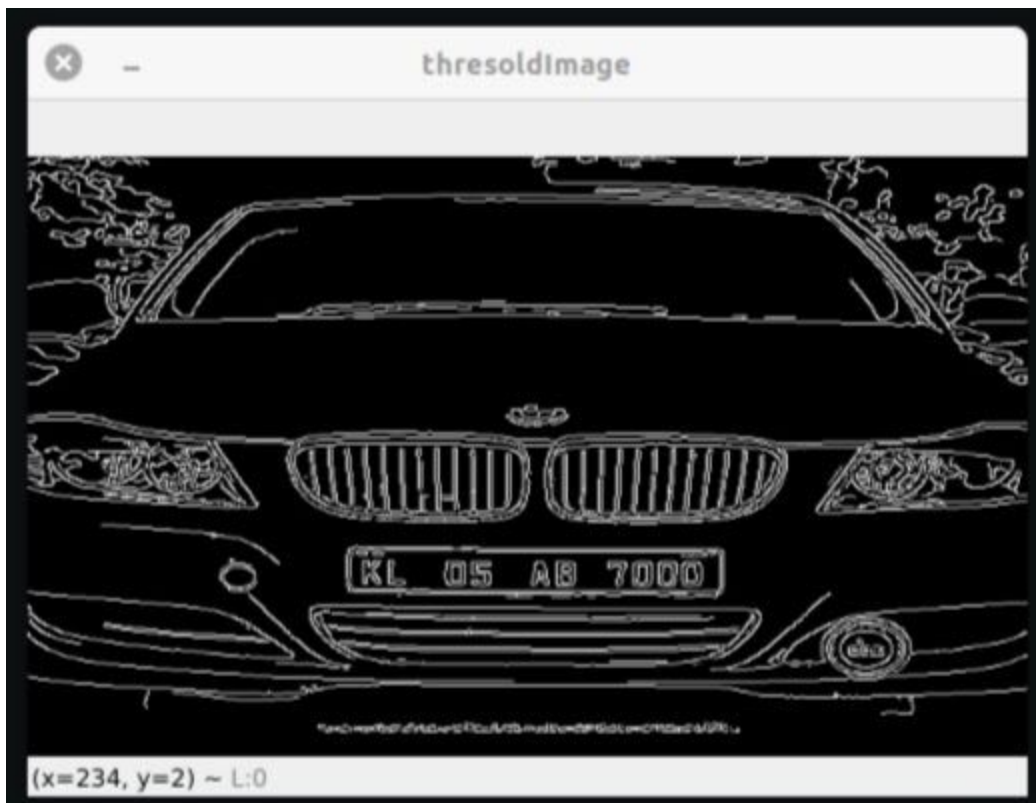 thresoldImage
KL 05 AB 7000
(x=234, y=2) ~ L:0